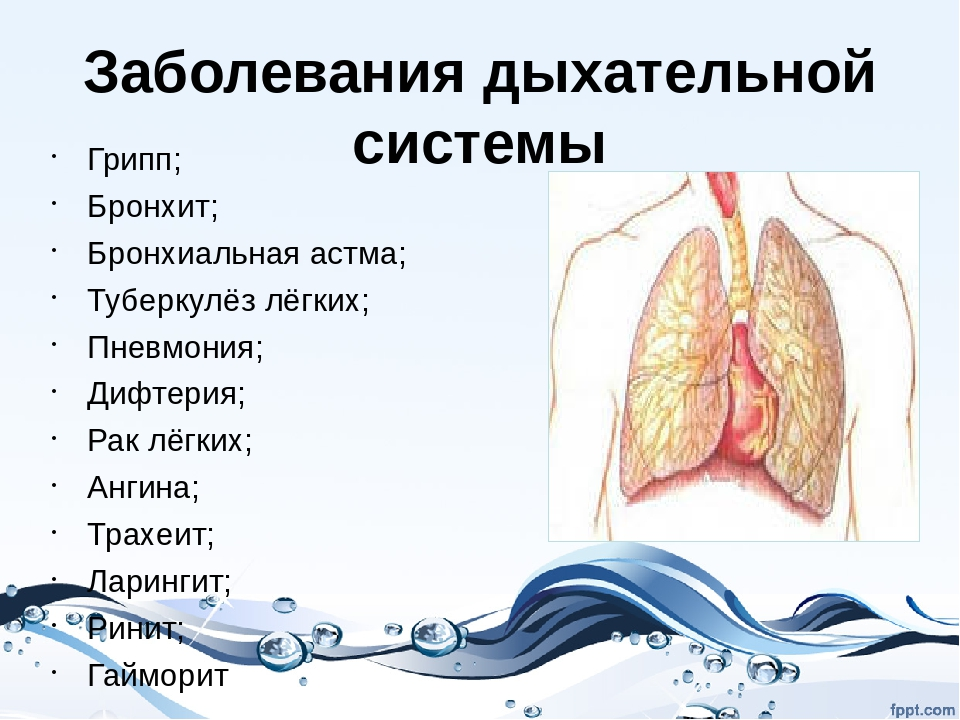 Заболевания дыхательной
системы
• Грипп;
• Бронхит;
• Бронхиальная астма;
• Туберкулёз лёгких;
• Пневмония;
• Дифтерия;
• Рак лёгких;
• Ангина;
• Трахеит;
• Ларингит;
• Ринит;
• Гайморит
fppt.com